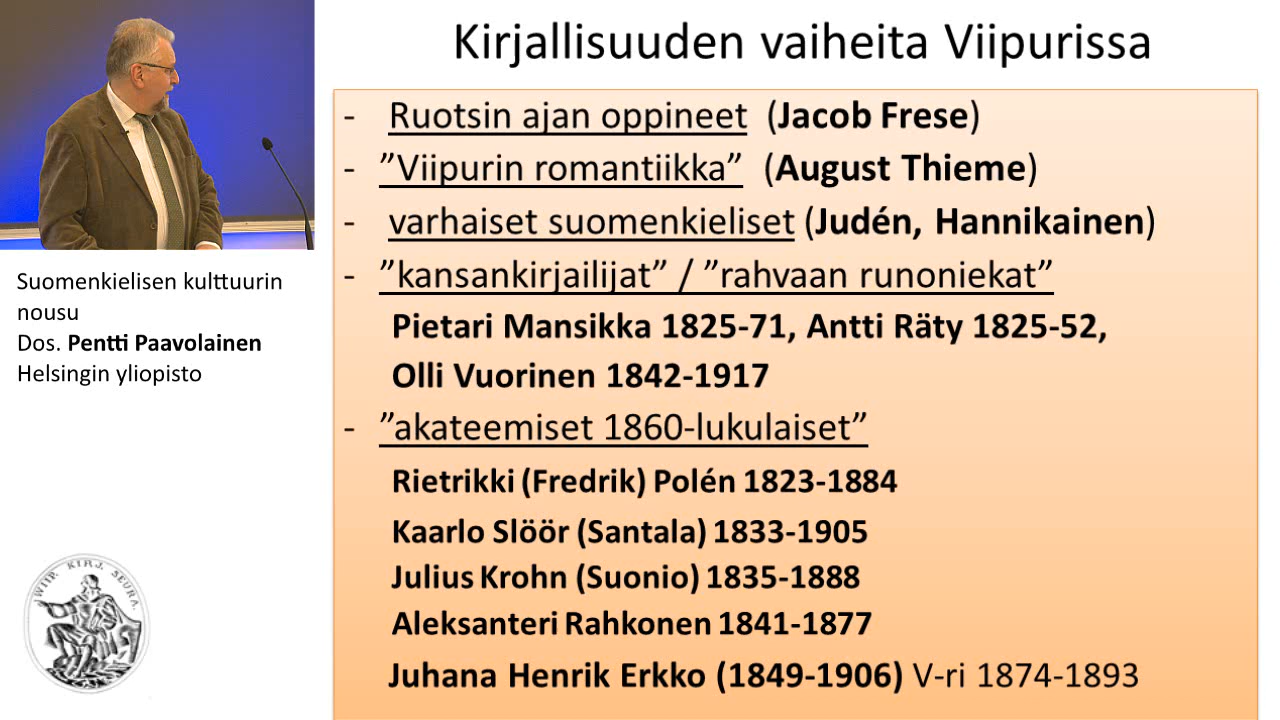 Kirjallisuuden vaiheita Viipurissa
- Ruotsin ajan oppineet (Jacob Frese)
- ”Viipurin romantiikka” (August Thieme)
- varhaiset suomenkieliset (Judén, Hannikainen)
- ”kansankirjailijat” / ”rahvaan runoniekat”
Pietari Mansikka 1825-71, Antti Räty 1825-52,
Olli Vuorinen 1842-1917
- ”akateemiset 1860-lukulaiset”
Rietrikki (Fredrik) Polén 1823-1884
Kaarlo Slöör (Santala) 1833-1905
Julius Krohn (Suonio) 1835-1888
Aleksanteri Rahkonen 1841-1877
Juhana Henrik Erkko (1849-1906) V-ri 1874-1893
Suomenkielisen kulttuurin
nousu
Dos. Pentti Paavolainen
Helsingin yliopisto
WIIP. KIRJ. SEURA.